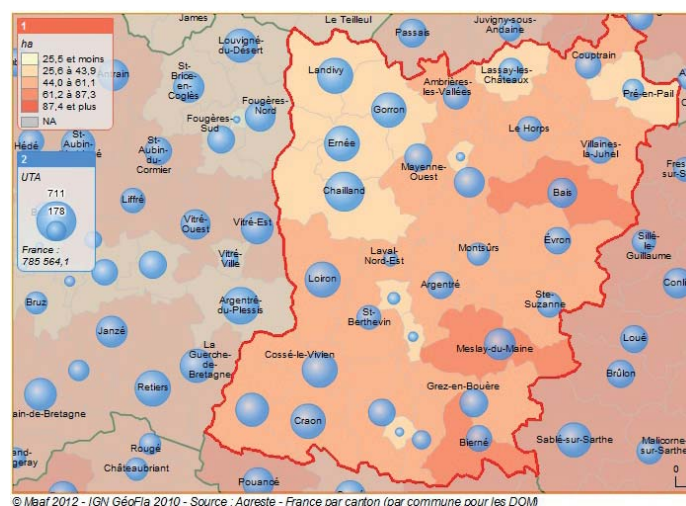 1
ha
25,5 et moins
25,6 à 43,9
44,0 à 61,1
61,2 à 87,3
87,4 et plus
NA
2
UTA
711
178
France :
785 564,1
James
Le Teilleul
Juvigny-sous-
Andaine
Passais
Louvigné-
du-Désert
Landivy
Lassay-les-
Châteaux
Couptrain
Ambrières-
les-Vallées
Pré-en-Pail
St-
Brice-
en-
Coglès
Fougères-
Nord
Fougères-
Sud
Gorron
Le Horps
Ernée
Villaines-
la-Juhel
Hédé
St-
Aubin-
St-
Aubin-
du-
Cormier
Mayenne-
Ouest
Chailland
Bais
Liffré
Vitré-
Ouest
Vitré-Est
Vitré-
Ville
Laval-
Nord-Est
Montsûrs
Évron
Sillé-
le-
Guillaume
Loiron
Argentré
Ste-
Suzanne
Bruz
Argentré-
du-Plessis
St-
Berthevin
Janzé
La
Guerche-
de-
Bretagne
Meslay-du-Maine
Loué
Cossé-le-Vivien
Brûlon
Retiers
Grez-en-Bouère
ain-de-Bretagne
Craon
Bierné
Sablé-sur-Sarthe
Malicorne-
sur-Sarthe
Rougé
Châteaubriant
Pouancé
0
© Maaf 2012 - IGN GéoFla 2010 - Source : Agreste - France par canton (par commune pour les DOM)